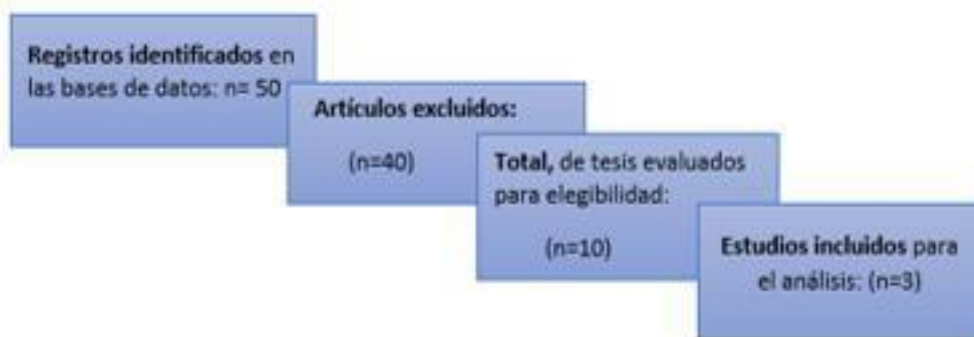 Registros identificados en
las bases de datos: n= 50
Artículos excluidos:
(n=40)
Total, de tesis evaluados
para elegibilidad:
(n=10)
Estudios incluidos para
el análisis: (n=3)